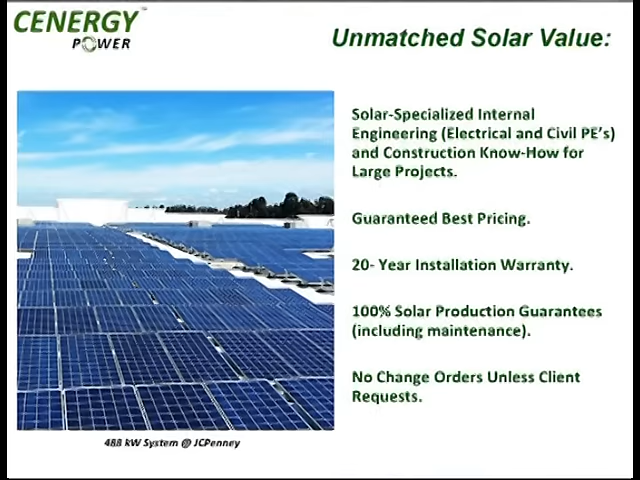 CENERGY
POWER
Unmatched Solar Value:
Solar-Specialized Internal
Engineering (Electrical and Civil PE's)
and Construction Know-How for
Large Projects.
Guaranteed Best Pricing.
20- Year Installation Warranty.
100% Solar Production Guarantees
(including maintenance).
No Change Orders Unless Client
Requests.
488 kW System @ JCPenney